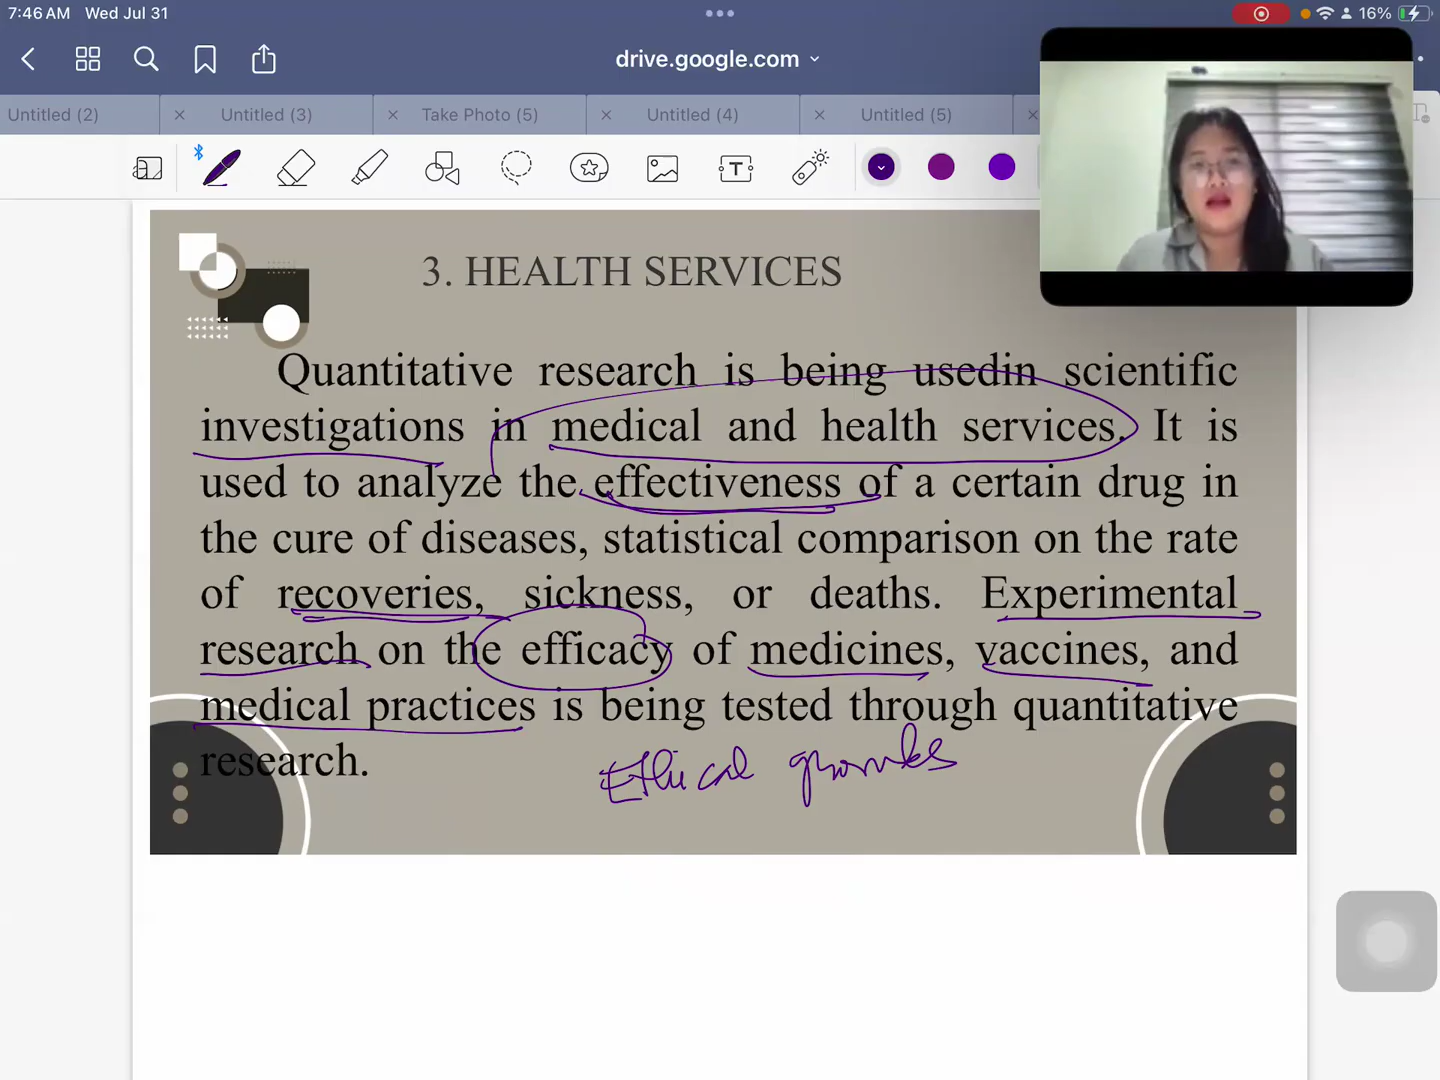 7:46 AM Wed Jul 31
16%
drive.google.com
Untitled (2)
Untitled (3)
Take Photo (5)
Untitled (4)
Untitled (5)
T
3. HEALTH SERVICES
Quantitative research is being usedin scientific
investigations in medical and health services. It is
used to analyze the effectiveness of a certain drug in
the cure of diseases, statistical comparison on the rate
of recoveries, sickness, or deaths. Experimental
research on the efficacy of medicines, vaccines, and
medical practices is being tested through quantitative
research.
Ethical grounds